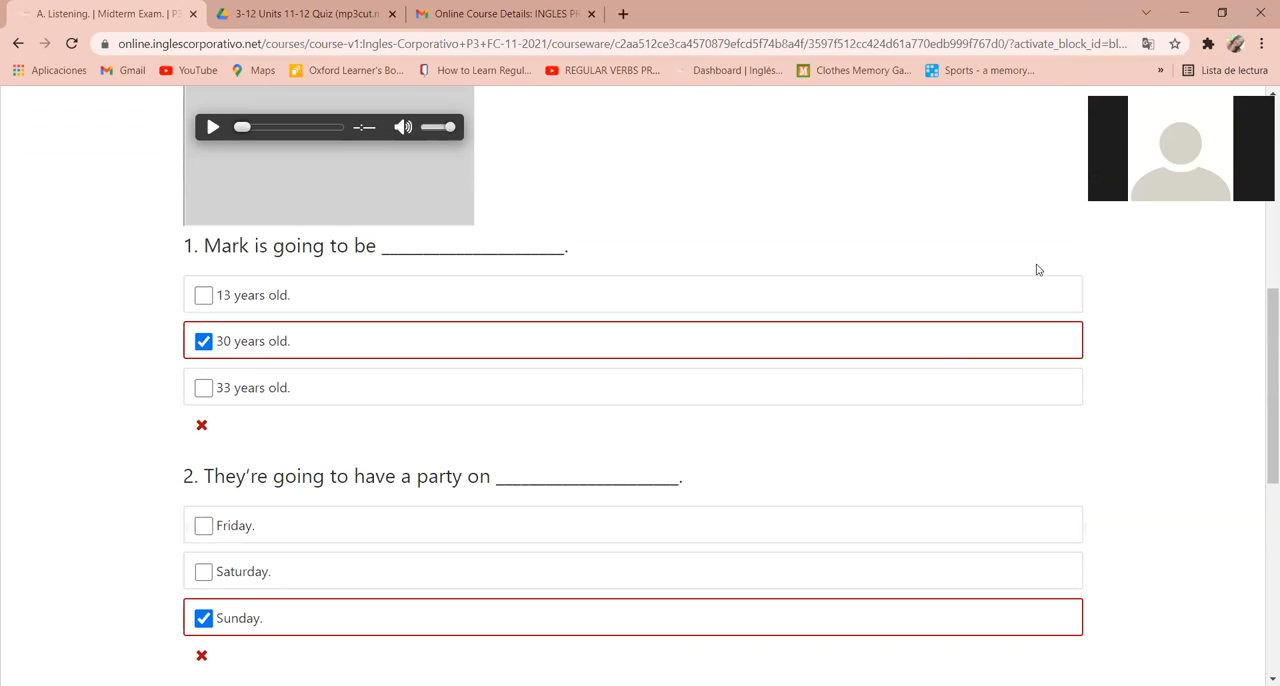 A. Listening. | Midterm Exam. | P3
3-12 Units 11-12 Quiz (mp3cut.n
Online Course Details: INGLES PR
online.inglescorporativo.net/courses/course-v1:Ingles-Corporativo+P3+FC-11-2021/courseware/c2aa512ce3ca4570879efcd5f74b8a4f/3597f512cc424d61a770edb999f767d0/?activate_block_id=bl...
Aplicaciones Gmail YouTube Maps Oxford Learner's Bo... How to Learn Regul... REGULAR VERBS PR... Dashboard | Inglés... Clothes Memory Ga... Sports - a memory... » Lista de lectura
-:--
1. Mark is going to be ____________________.
13 years old.
30 years old.
33 years old.
2. They're going to have a party on ____________________.
Friday.
Saturday.
Sunday.